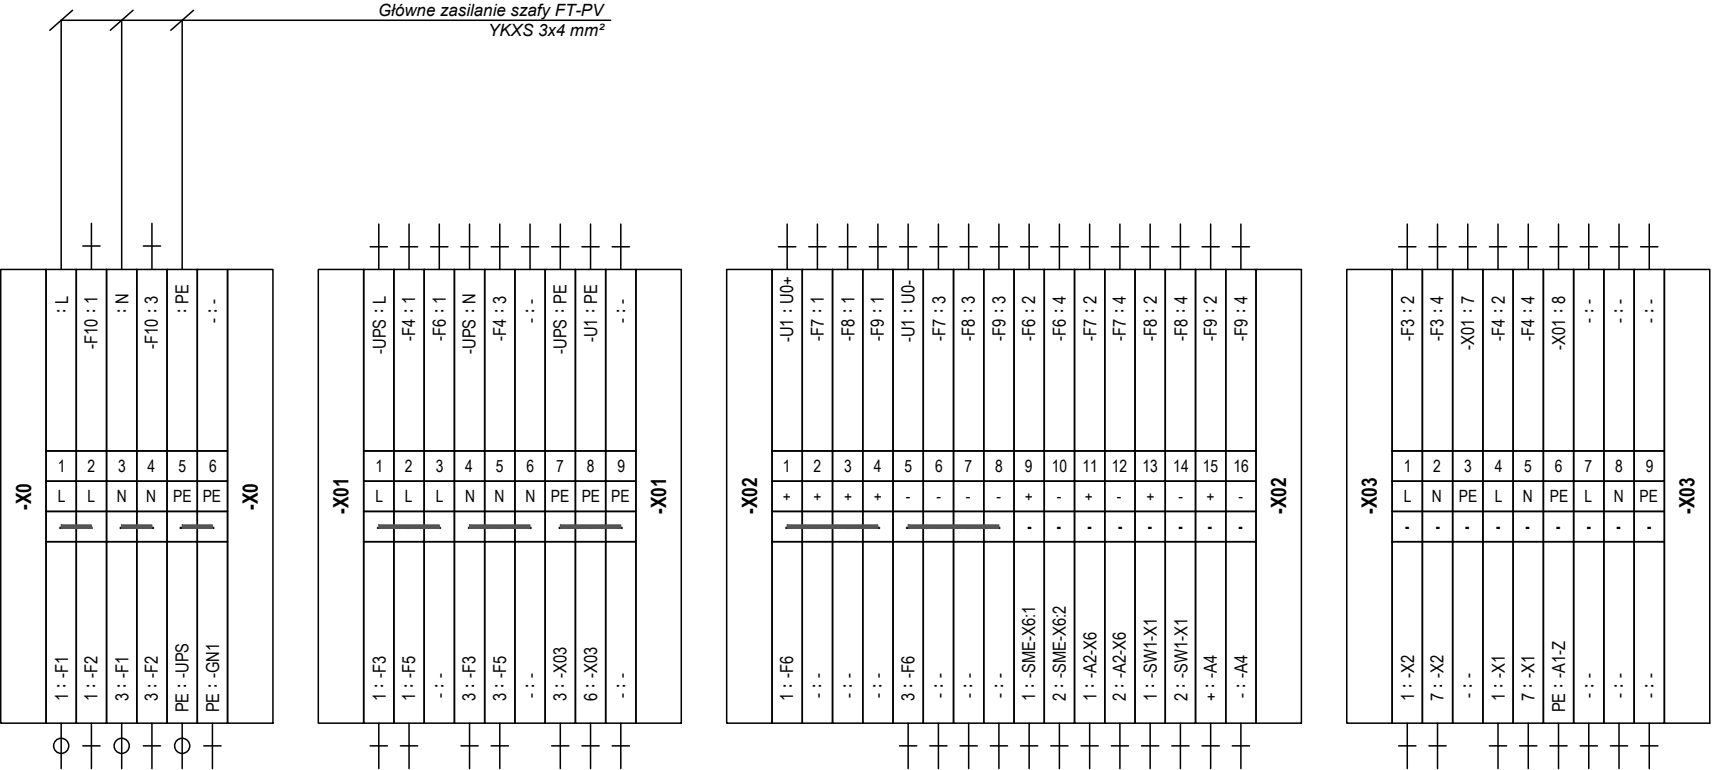 Główne zasilanie szafy FT-PV
YKXS 3x4 mm²
-X0
: L
-F10 : 1
: N
-F10 : 3
: PE
- : -
1 2 3 4 5 6
L L N N PE PE
1 : -F1
1 : -F2
3 : -F1
3 : -F2
PE : -UPS
PE : -GN1
-X0
-X01
-UPS : L
-F4 : 1
-F6 : 1
-UPS : N
-F4 : 3
- : -
-UPS : PE
-U1 : PE
- : -
1 2 3 4 5 6 7 8 9
L L L N N N PE PE PE
1 : -F3
1 : -F5
- : -
3 : -F3
3 : -F5
- : -
3 : -X03
6 : -X03
- : -
-X01
-X02
-U1 : U0+
-F7 : 1
-F8 : 1
-F9 : 1
-U1 : U0-
-F7 : 3
-F8 : 3
-F9 : 3
-F6 : 2
-F6 : 4
-F7 : 2
-F7 : 4
-F8 : 2
-F8 : 4
-F9 : 2
-F9 : 4
1 2 3 4 5 6 7 8 9 10 11 12 13 14 15 16
+ + + + - - - - + - + - + - + -
- - - - - - - -
1 : -F6
- : -
- : -
- : -
3 : -F6
- : -
- : -
- : -
1 : -SME-X6:1
2 : -SME-X6:2
1 : -A2-X6
2 : -A2-X6
1 : -SW1-X1
2 : -SW1-X1
+ : -A4
- : -A4
-X02
-X03
-F3 : 2
-F3 : 4
-X01 : 7
-F4 : 2
-F4 : 4
-X01 : 8
- : -
- : -
- : -
1 2 3 4 5 6 7 8 9
L N PE L N PE L N PE
- - - - - - - - -
1 : -X2
7 : -X2
- : -
1 : -X1
7 : -X1
PE : -A1-Z
- : -
- : -
- : -
-X03